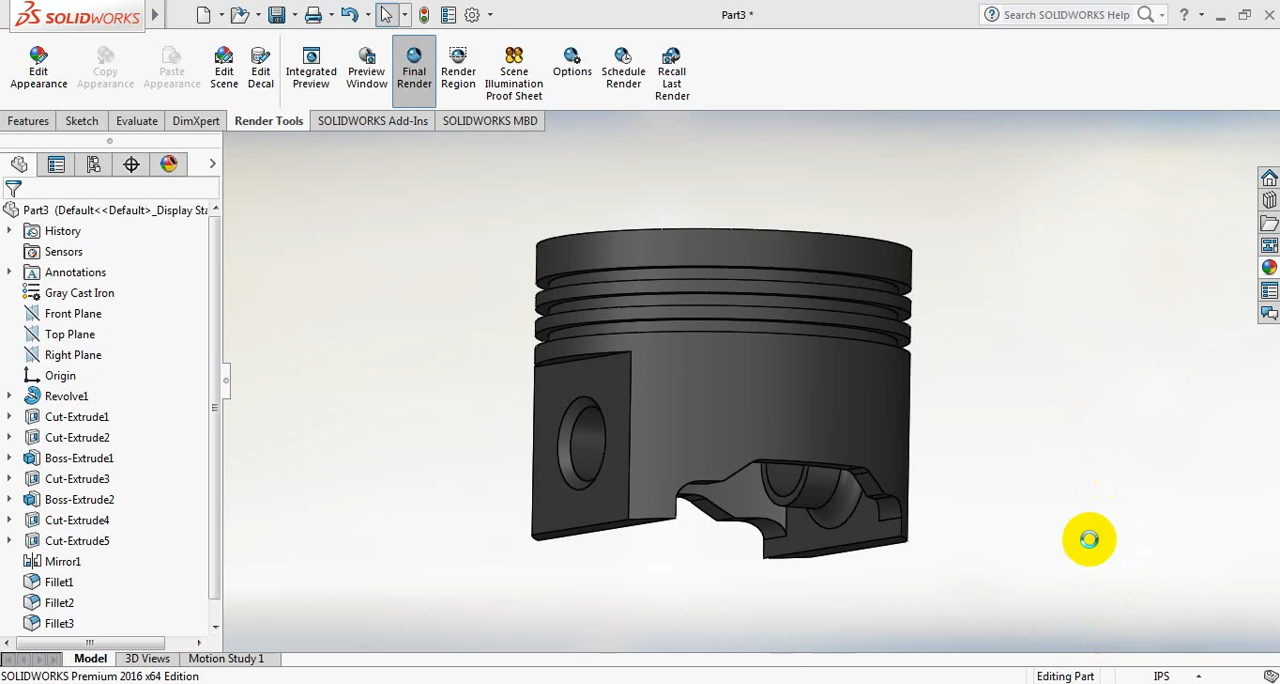 SOLIDWORKS
Part3 *
Search SOLIDWORKS Help
?
Edit Appearance
Copy Appearance
Paste Appearance
Edit Scene
Edit Decal
Integrated Preview
Preview Window
Final Render
Render Region
Scene Illumination Proof Sheet
Options
Schedule Render
Recall Last Render
Features
Sketch
Evaluate
DimXpert
Render Tools
SOLIDWORKS Add-Ins
SOLIDWORKS MBD
Part3 (Default<<Default>_Display Sta
History
Sensors
Annotations
Gray Cast Iron
Front Plane
Top Plane
Right Plane
Origin
Revolve1
Cut-Extrude1
Cut-Extrude2
Boss-Extrude1
Cut-Extrude3
Boss-Extrude2
Cut-Extrude4
Cut-Extrude5
Mirror1
Fillet1
Fillet2
Fillet3
Model
3D Views
Motion Study 1
SOLIDWORKS Premium 2016 x64 Edition
Editing Part
IPS